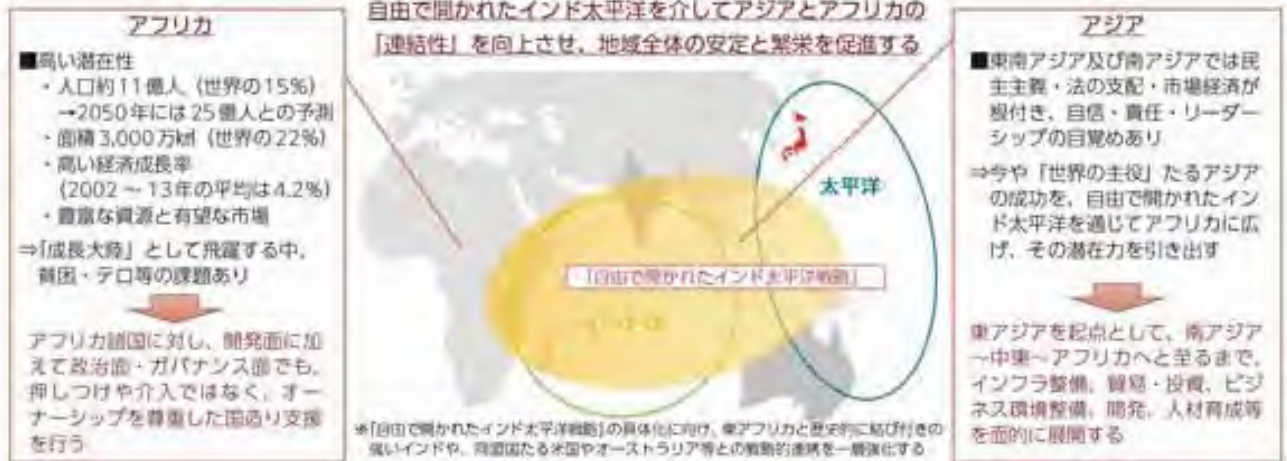 自由で開かれたインド太平洋を介してアジアとアフリカの
「連結性」を向上させ、地域全体の安定と繁栄を促進する
アフリカ
■高い潜在性
・人口約11億人（世界の15%）
→2050年には25億人との予測
・面積3,000万㎢（世界の22%）
・高い経済成長率
（2002～13年の平均は4.2%）
・豊富な資源と有望な市場
⇒「成長大陸」として飛躍する中、
貧困・テロ等の課題あり
アフリカ諸国に対し、開発面に加
えて政治面・ガバナンス面でも、
押しつけや介入ではなく、オー
ナーシップを尊重した国造り支援
を行う
太平洋
「自由で開かれたインド太平洋戦略」
インド洋
※「自由で開かれたインド太平洋戦略」の具体化に向け、東アフリカと歴史的に結び付きの
強いインドや、同盟国たる米国やオーストラリア等との戦略的連携を一層強化する
アジア
■東南アジア及び南アジアでは民
主主義・法の支配・市場経済が
根付き、自信・責任・リーダー
シップの目覚めあり
⇒今や「世界の主役」たるアジア
の成功を、自由で開かれたイン
ド太平洋を通じてアフリカに広
げ、その潜在力を引き出す
東アジアを起点として、南アジア
～中東～アフリカへと至るまで、
インフラ整備、貿易・投資、ビジ
ネス環境整備、開発、人材育成等
を面的に展開する